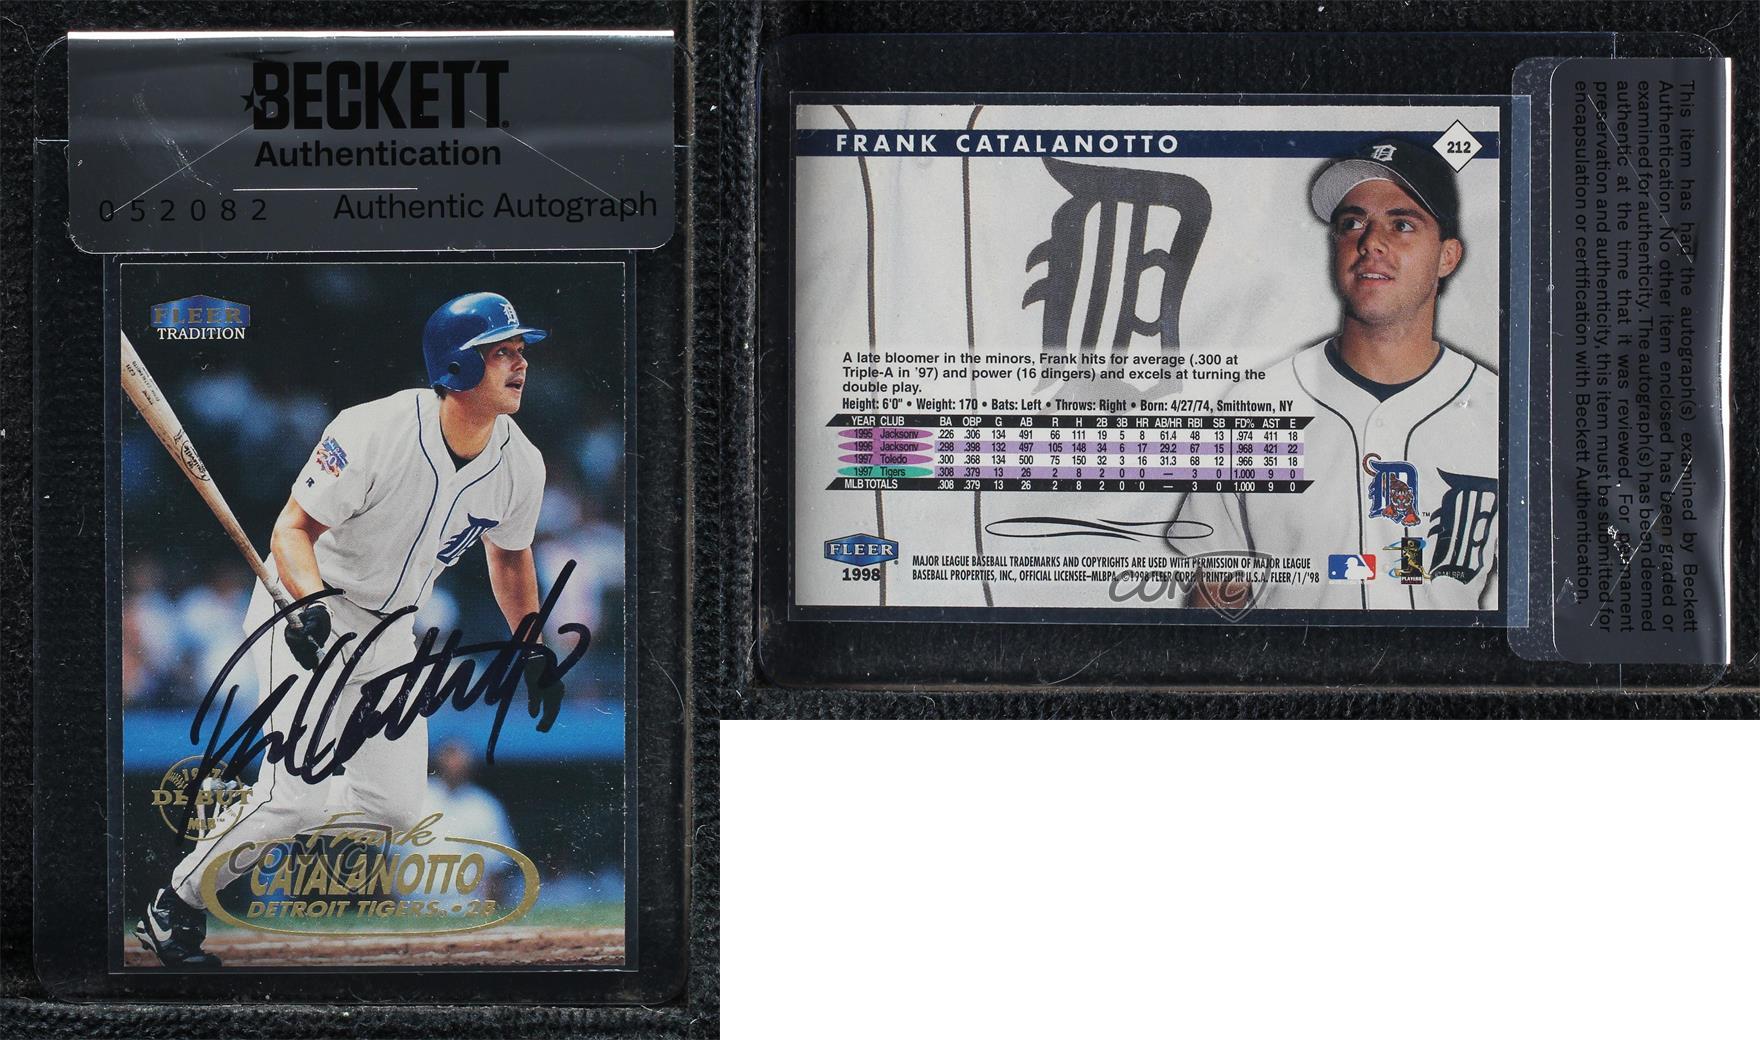 BECKETT
Authentication
052082 Authentic Autograph
FLEER
TRADITION
Frank Catalanotto
DEBUT
MLB™
Frank
CATALANOTTO
DETROIT TIGERS • 2B
COMC
FRANK CATALANOTTO
212
A late bloomer in the minors, Frank hits for average (.300 at
Triple-A in '97) and power (16 dingers) and excels at turning the
double play.
Height: 6'0" • Weight: 170 • Bats: Left • Throws: Right • Born: 4/27/74, Smithtown, NY
YEAR CLUB BA OBP G AB R H 2B 3B HR AB/HR RBI SB FD% AST E
1995 Jacksonv .226 .306 134 491 66 111 19 5 8 61.4 48 13 .974 411 18
1996 Jacksonv .298 .398 132 497 105 148 34 6 17 29.2 67 15 .968 421 22
1997 Toledo .300 .368 134 500 75 150 32 3 16 31.3 68 12 .966 351 18
1997 Tigers .308 .379 13 26 2 8 2 0 0 — 3 0 1.000 9 0
MLB TOTALS .308 .379 13 26 2 8 2 0 0 — 3 0 1.000 9 0
FLEER
1998
MAJOR LEAGUE BASEBALL TRADEMARKS AND COPYRIGHTS ARE USED WITH PERMISSION OF MAJOR LEAGUE
BASEBALL PROPERTIES, INC., OFFICIAL LICENSEE–MLBPA. ©1998 FLEER CORP. PRINTED IN U.S.A. FLEER/1/'98
COMC
©MLBPA
This item has had the autograph(s) examined by Beckett
Authentication. No other item enclosed has been graded or
examined for authenticity. The autograph(s) has been deemed
authentic at the time that it was reviewed. For permanent
preservation and authenticity, this item must be submitted for
encapsulation or certification with Beckett Authentication.